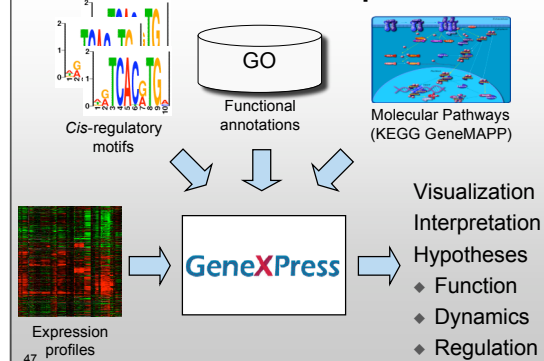 GO
TCACGTG
Cis-regulatory
motifs
Functional
annotations
Molecular Pathways
(KEGG GeneMAPP)
GeneXPress
Expression
profiles
Visualization
Interpretation
Hypotheses
◆ Function
◆ Dynamics
◆ Regulation
47